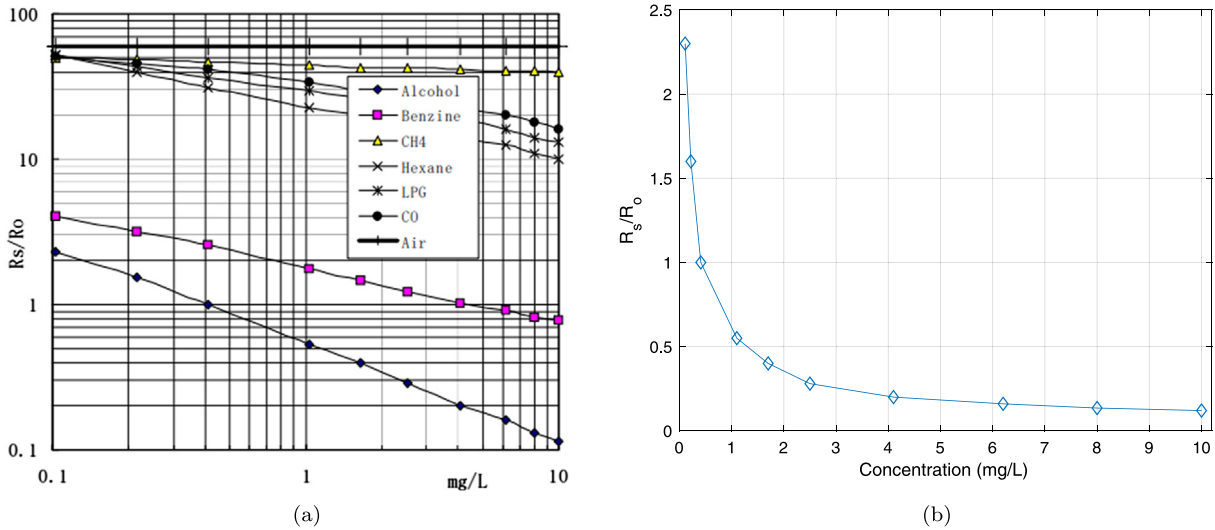 (a)
100
10
1
0.1
Rs/Ro
0.1
1
mg/L
10
Alcohol
Benzine
CH4
Hexane
LPG
CO
Air
(b)
2.5
2
1.5
1
0.5
0
Rs/Ro
0 1 2 3 4 5 6 7 8 9 10
Concentration (mg/L)
(a)
(b)